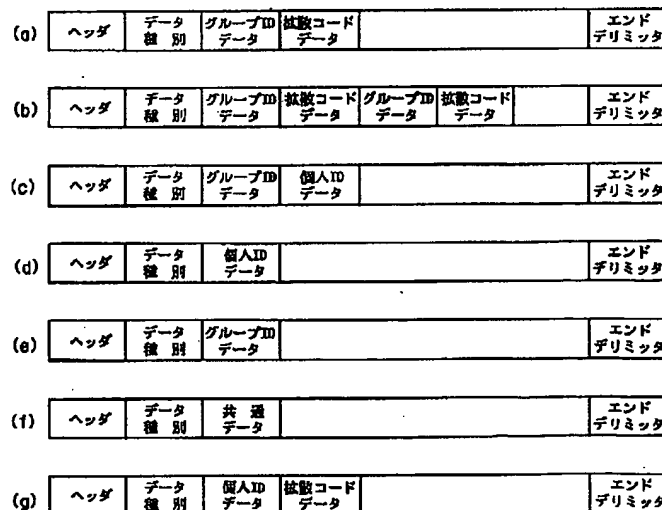 (a) ヘッダ データ種別 グループIDデータ 拡散コードデータ エンドデリミッタ
(b) ヘッダ データ種別 グループIDデータ 拡散コードデータ グループIDデータ 拡散コードデータ エンドデリミッタ
(c) ヘッダ データ種別 グループIDデータ 個人IDデータ エンドデリミッタ
(d) ヘッダ データ種別 個人IDデータ エンドデリミッタ
(e) ヘッダ データ種別 グループIDデータ エンドデリミッタ
(f) ヘッダ データ種別 共通データ エンドデリミッタ
(g) ヘッダ データ種別 個人IDデータ 拡散コードデータ エンドデリミッタ